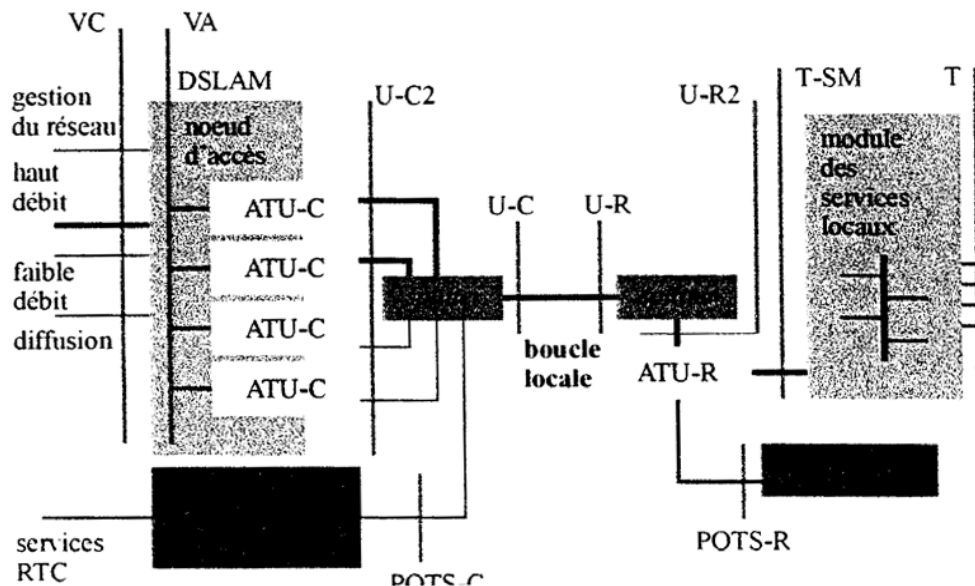 VC
VA
DSLAM
U-C2
U-R2
T-SM
T
gestion
du réseau
noeud
d'accès
module
des
services
locaux
haut
débit
ATU-C
U-C
U-R
ATU-C
faible
débit
ATU-C
diffusion
boucle
locale
ATU-C
ATU-R
services
RTC
POTS-C
POTS-R